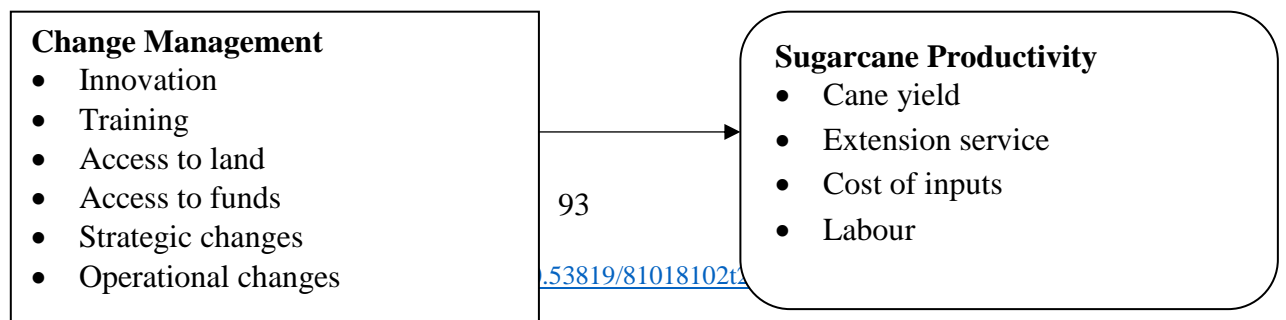 Change Management
• Innovation
• Training
• Access to land
• Access to funds
• Strategic changes
• Operational changes
Sugarcane Productivity
• Cane yield
• Extension service
• Cost of inputs
• Labour
93
.53819/81018102t2